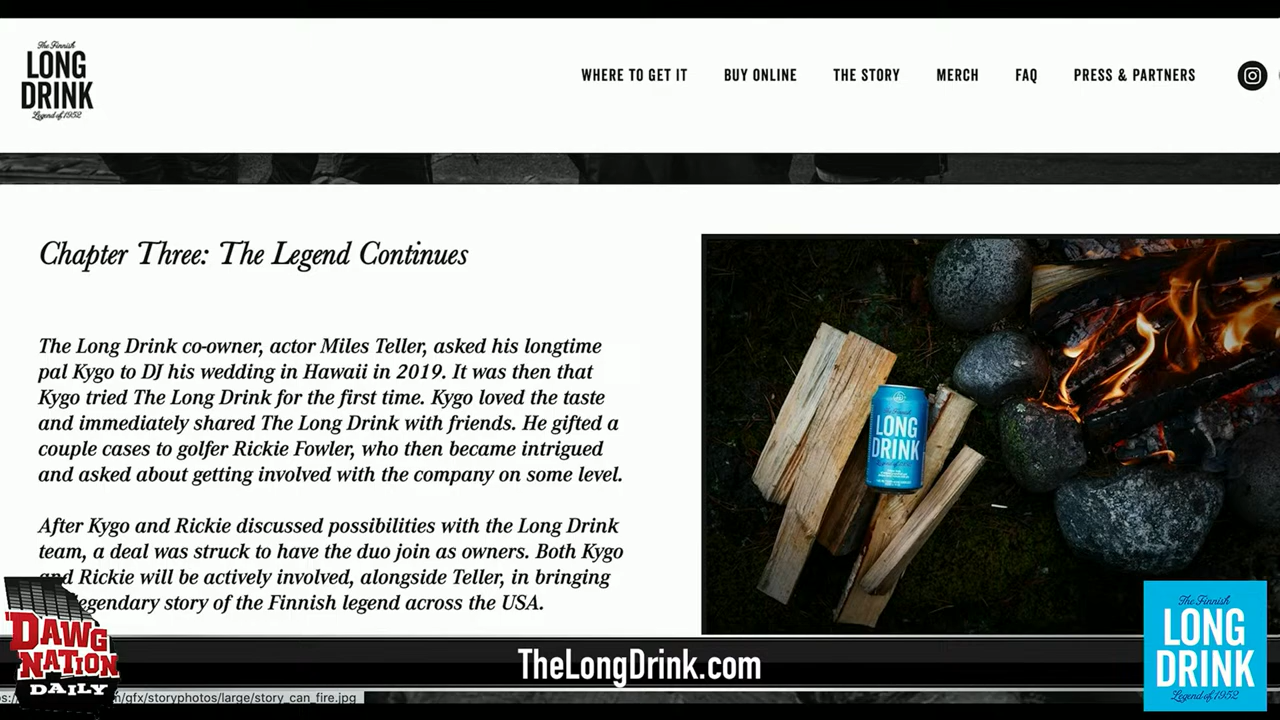 The Finnish
LONG
DRINK
Legend of 1952
WHERE TO GET IT
BUY ONLINE
THE STORY
MERCH
FAQ
PRESS & PARTNERS
Chapter Three: The Legend Continues
The Long Drink co-owner, actor Miles Teller, asked his longtime
pal Kygo to DJ his wedding in Hawaii in 2019. It was then that
Kygo tried The Long Drink for the first time. Kygo loved the taste
and immediately shared The Long Drink with friends. He gifted a
couple cases to golfer Rickie Fowler, who then became intrigued
and asked about getting involved with the company on some level.
After Kygo and Rickie discussed possibilities with the Long Drink
team, a deal was struck to have the duo join as owners. Both Kygo
and Rickie will be actively involved, alongside Teller, in bringing
legendary story of the Finnish legend across the USA.
LONG
DRINK
DAWG
NATION
DAILY
TheLongDrink.com
The Finnish
LONG
DRINK
Legend of 1952
/gfx/storyphotos/large/story_can_fire.jpg